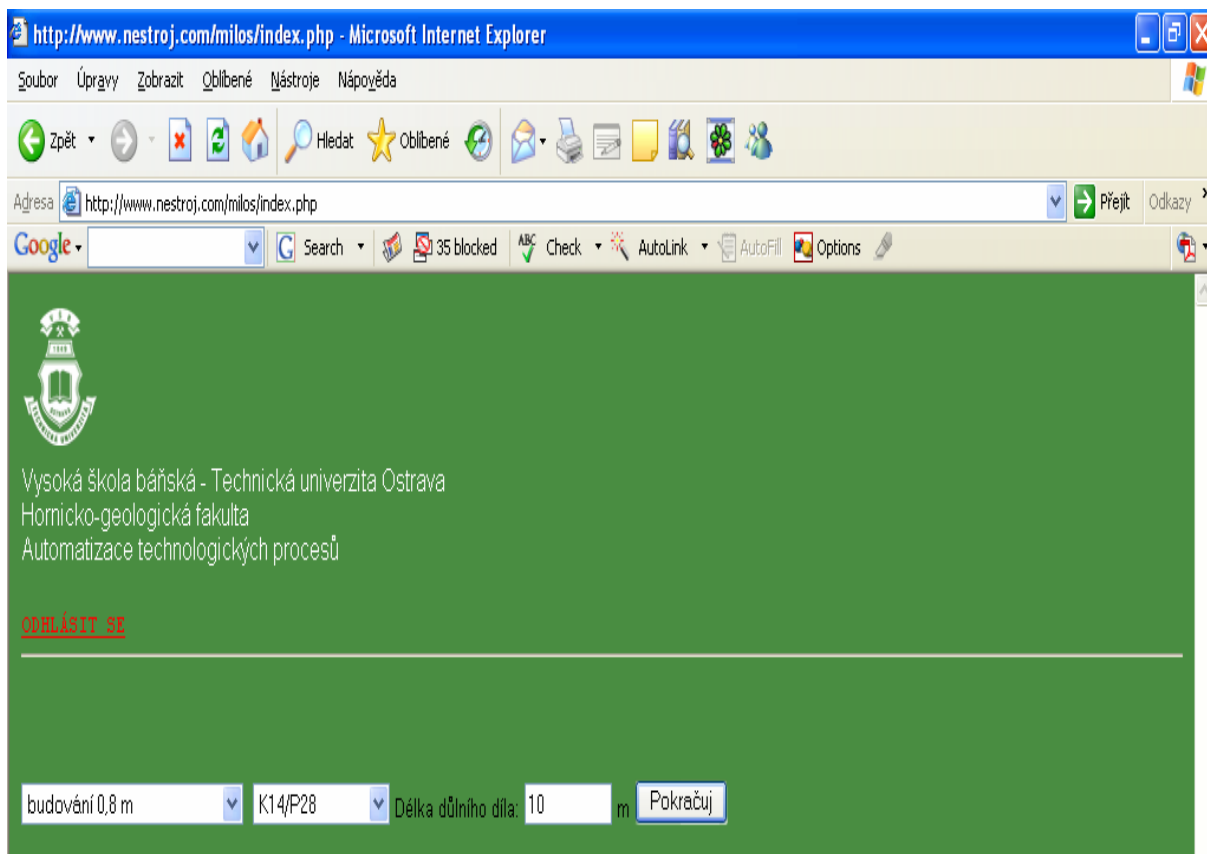 http://www.nestroj.com/milos/index.php - Microsoft Internet Explorer
Soubor Úpravy Zobrazit Oblíbené Nástroje Nápověda
Zpět Hledat Oblíbené
Adresa http://www.nestroj.com/milos/index.php Přejít Odkazy »
Google G Search 35 blocked ABC Check AutoLink AutoFill Options
Vysoká škola báňská - Technická univerzita Ostrava
Hornicko-geologická fakulta
Automatizace technologických procesů
ODHLÁSIT SE
budování 0,8 m K14/P28 Délka důlního díla: 10 m Pokračuj